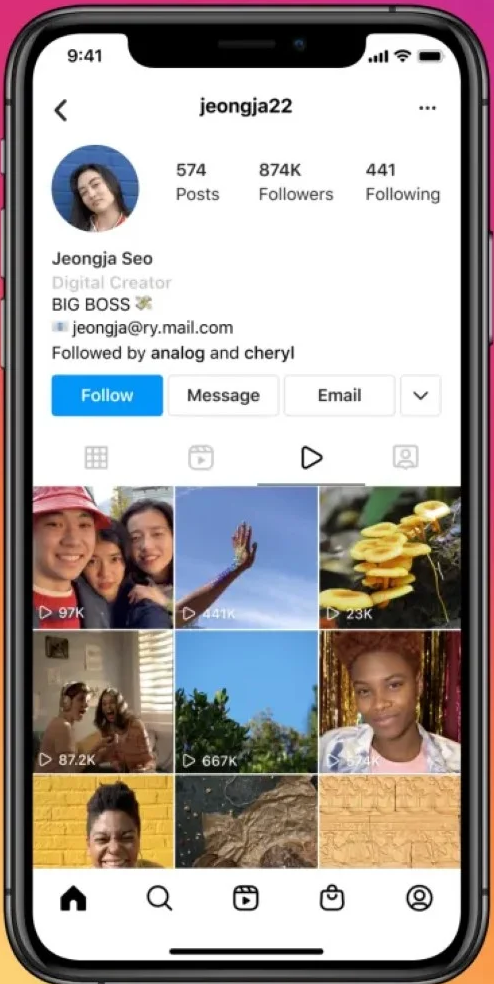 9:41
jeongja22
574 874K 441
Posts Followers Following
Jeongja Seo
Digital Creator
BIG BOSS 💸
📧 jeongja@ry.mail.com
Followed by analog and cheryl
Follow Message Email
97K 441K 23K
87.2K 667K 574K